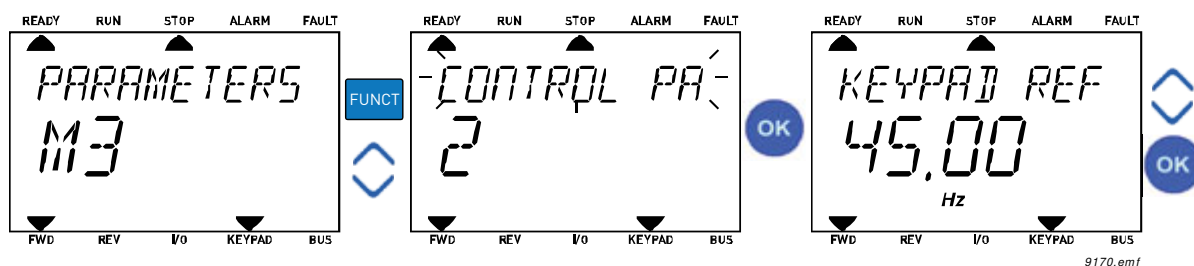 READY RUN STOP ALARM FAULT
PARAMETERS
M3
FWD REV I/O KEYPAD BUS
FUNCT
READY RUN STOP ALARM FAULT
CONTROL PA
2
FWD REV I/O KEYPAD BUS
OK
READY RUN STOP ALARM FAULT
KEYPAD REF
45.00
Hz
FWD REV I/O KEYPAD BUS
OK
9170.emf